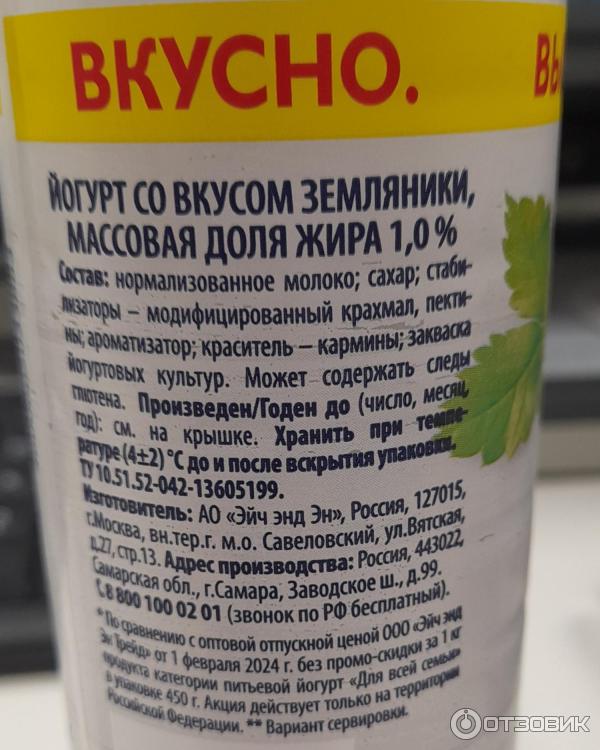 ВКУСНО.
ЙОГУРТ СО ВКУСОМ ЗЕМЛЯНИКИ,
МАССОВАЯ ДОЛЯ ЖИРА 1,0 %
Состав: нормализованное молоко; сахар; стаби-
лизаторы – модифицированный крахмал, пекти-
ны; ароматизатор; краситель – кармины; закваска
йогуртовых культур. Может содержать следы
глютена. Произведен/Годен до (число, месяц,
год): см. на крышке. Хранить при темпе-
ратуре (4±2) °С до и после вскрытия упаковки.
ТУ 10.51.52-042-13605199.
Изготовитель: АО «Эйч энд Эн», Россия, 127015,
г.Москва, вн.тер.г. м.о. Савеловский, ул.Вятская,
д.27, стр.13. Адрес производства: Россия, 443022,
Самарская обл., г.Самара, Заводское ш., д.99.
С 8 800 100 02 01 (звонок по РФ бесплатный).
* По сравнению с оптовой отпускной ценой ООО «Эйч энд
Эн Трейд» от 1 февраля 2024 г. без промо-скидки за 1 кг
продукта категории питьевой йогурт «Для всей семьи»
в упаковке 450 г. Акция действует только на территории
Российской Федерации. ** Вариант сервировки.
ОТЗОВИК